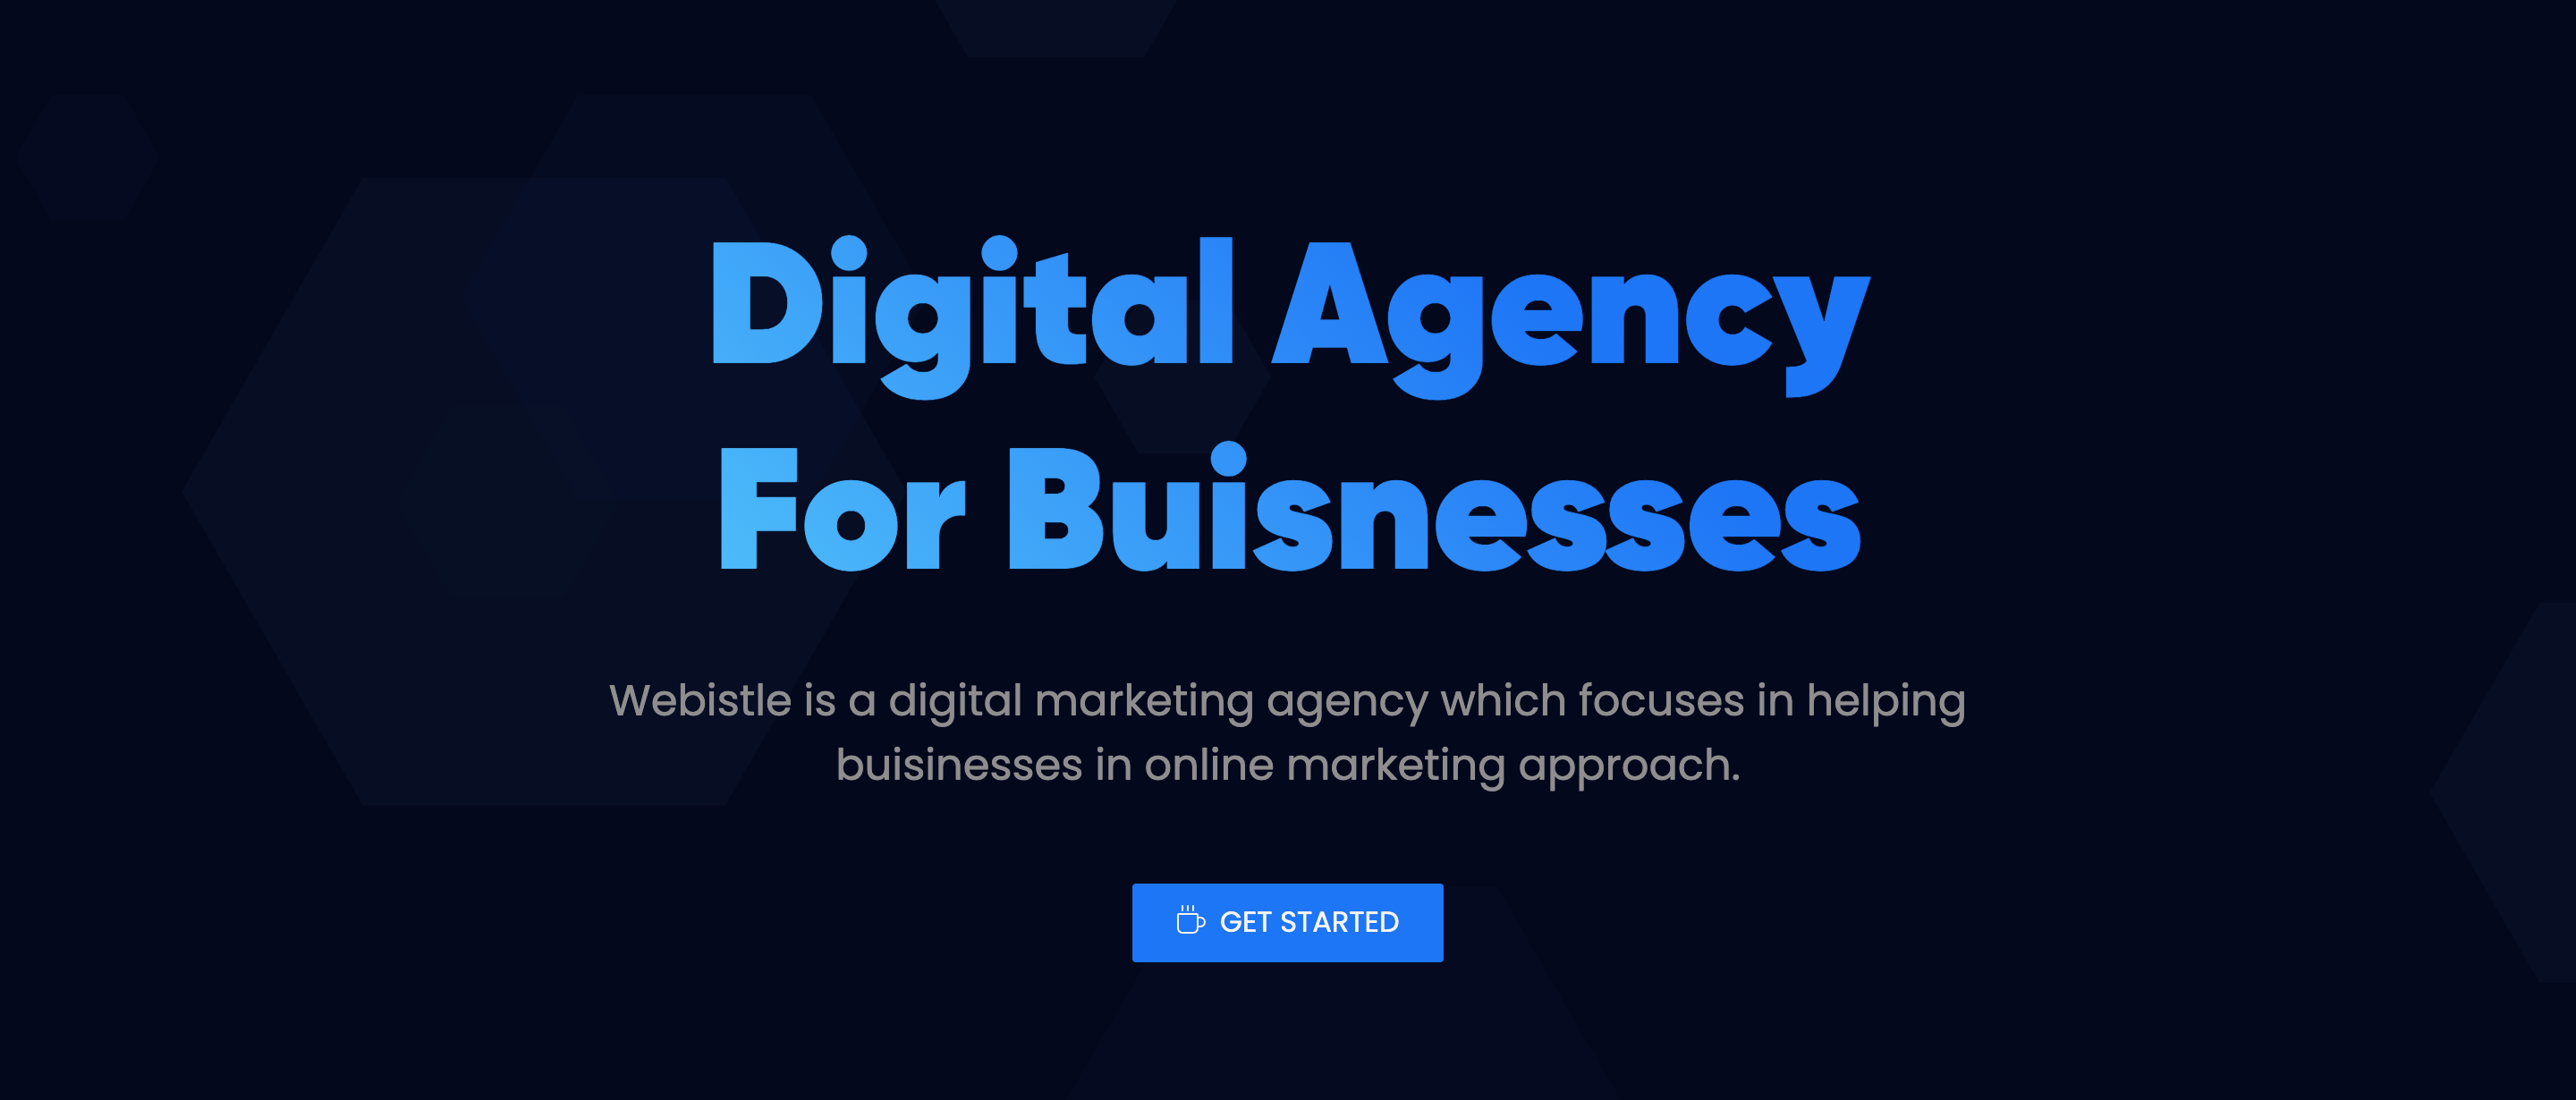 Digital Agency
For Buisnesses
Webistle is a digital marketing agency which focuses in helping
buisinesses in online marketing approach.
GET STARTED